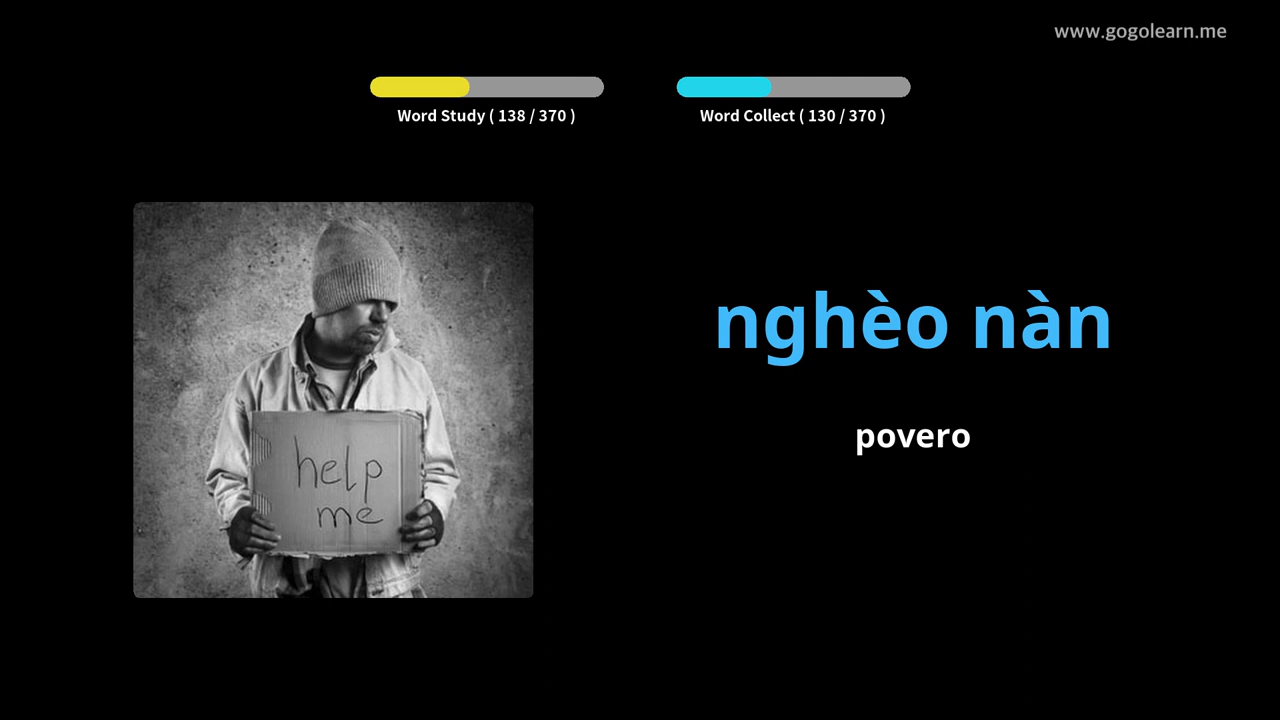 www.gogolearn.me
Word Study ( 138 / 370 )
Word Collect ( 130 / 370 )
nghèo nàn
povero
help
me